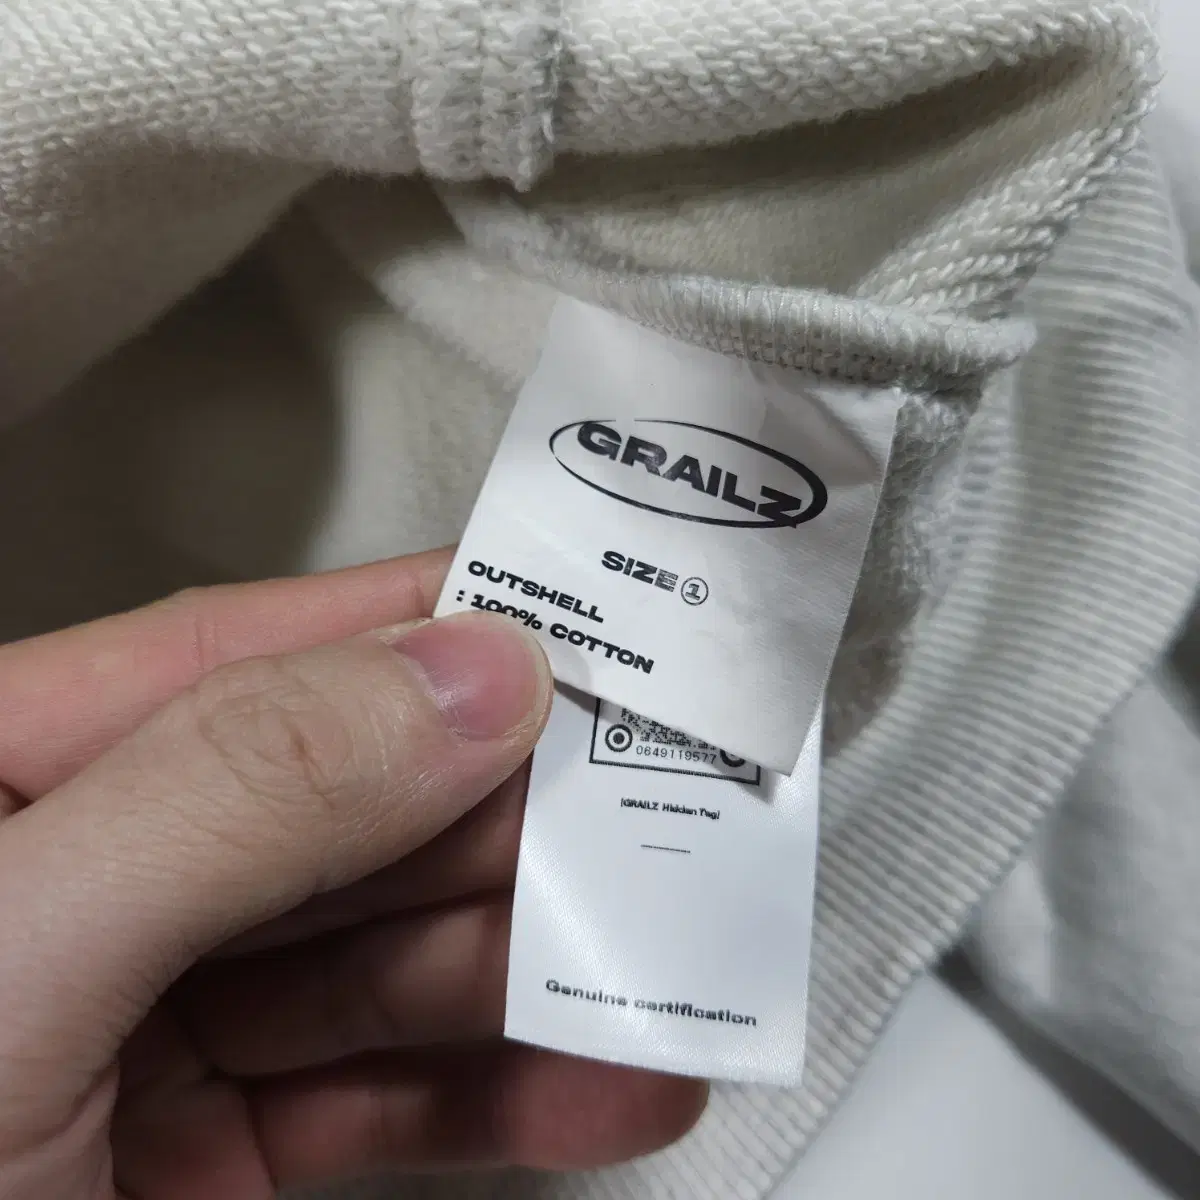 GRAILZ
SIZE ①
OUTSHELL
: 100% COTTON
0649119577
[GRAILZ Hidden Tag]
Genuine certification